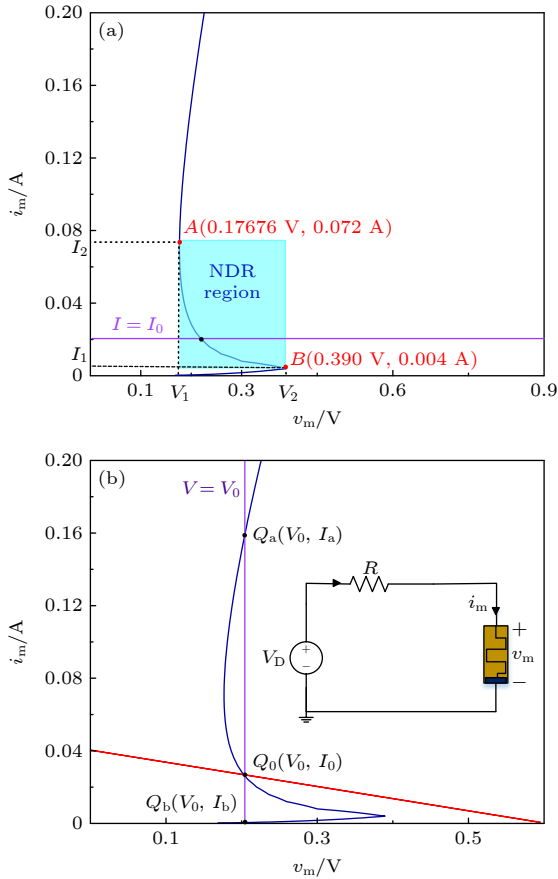 (a)
0.20
0.16
0.12
0.08
0.04
0
i_m/A
I_2
I_1
A(0.17676 V, 0.072 A)
NDR
region
I = I_0
B(0.390 V, 0.004 A)
0.1 V_1 0.3 V_2 0.6 0.9
v_m/V
(b)
0.20
0.16
0.12
0.08
0.04
0
i_m/A
V = V_0
Q_a(V_0, I_a)
R
i_m
+
v_m
−
V_D
+
−
Q_0(V_0, I_0)
Q_b(V_0, I_b)
0.1 0.3 0.5
v_m/V